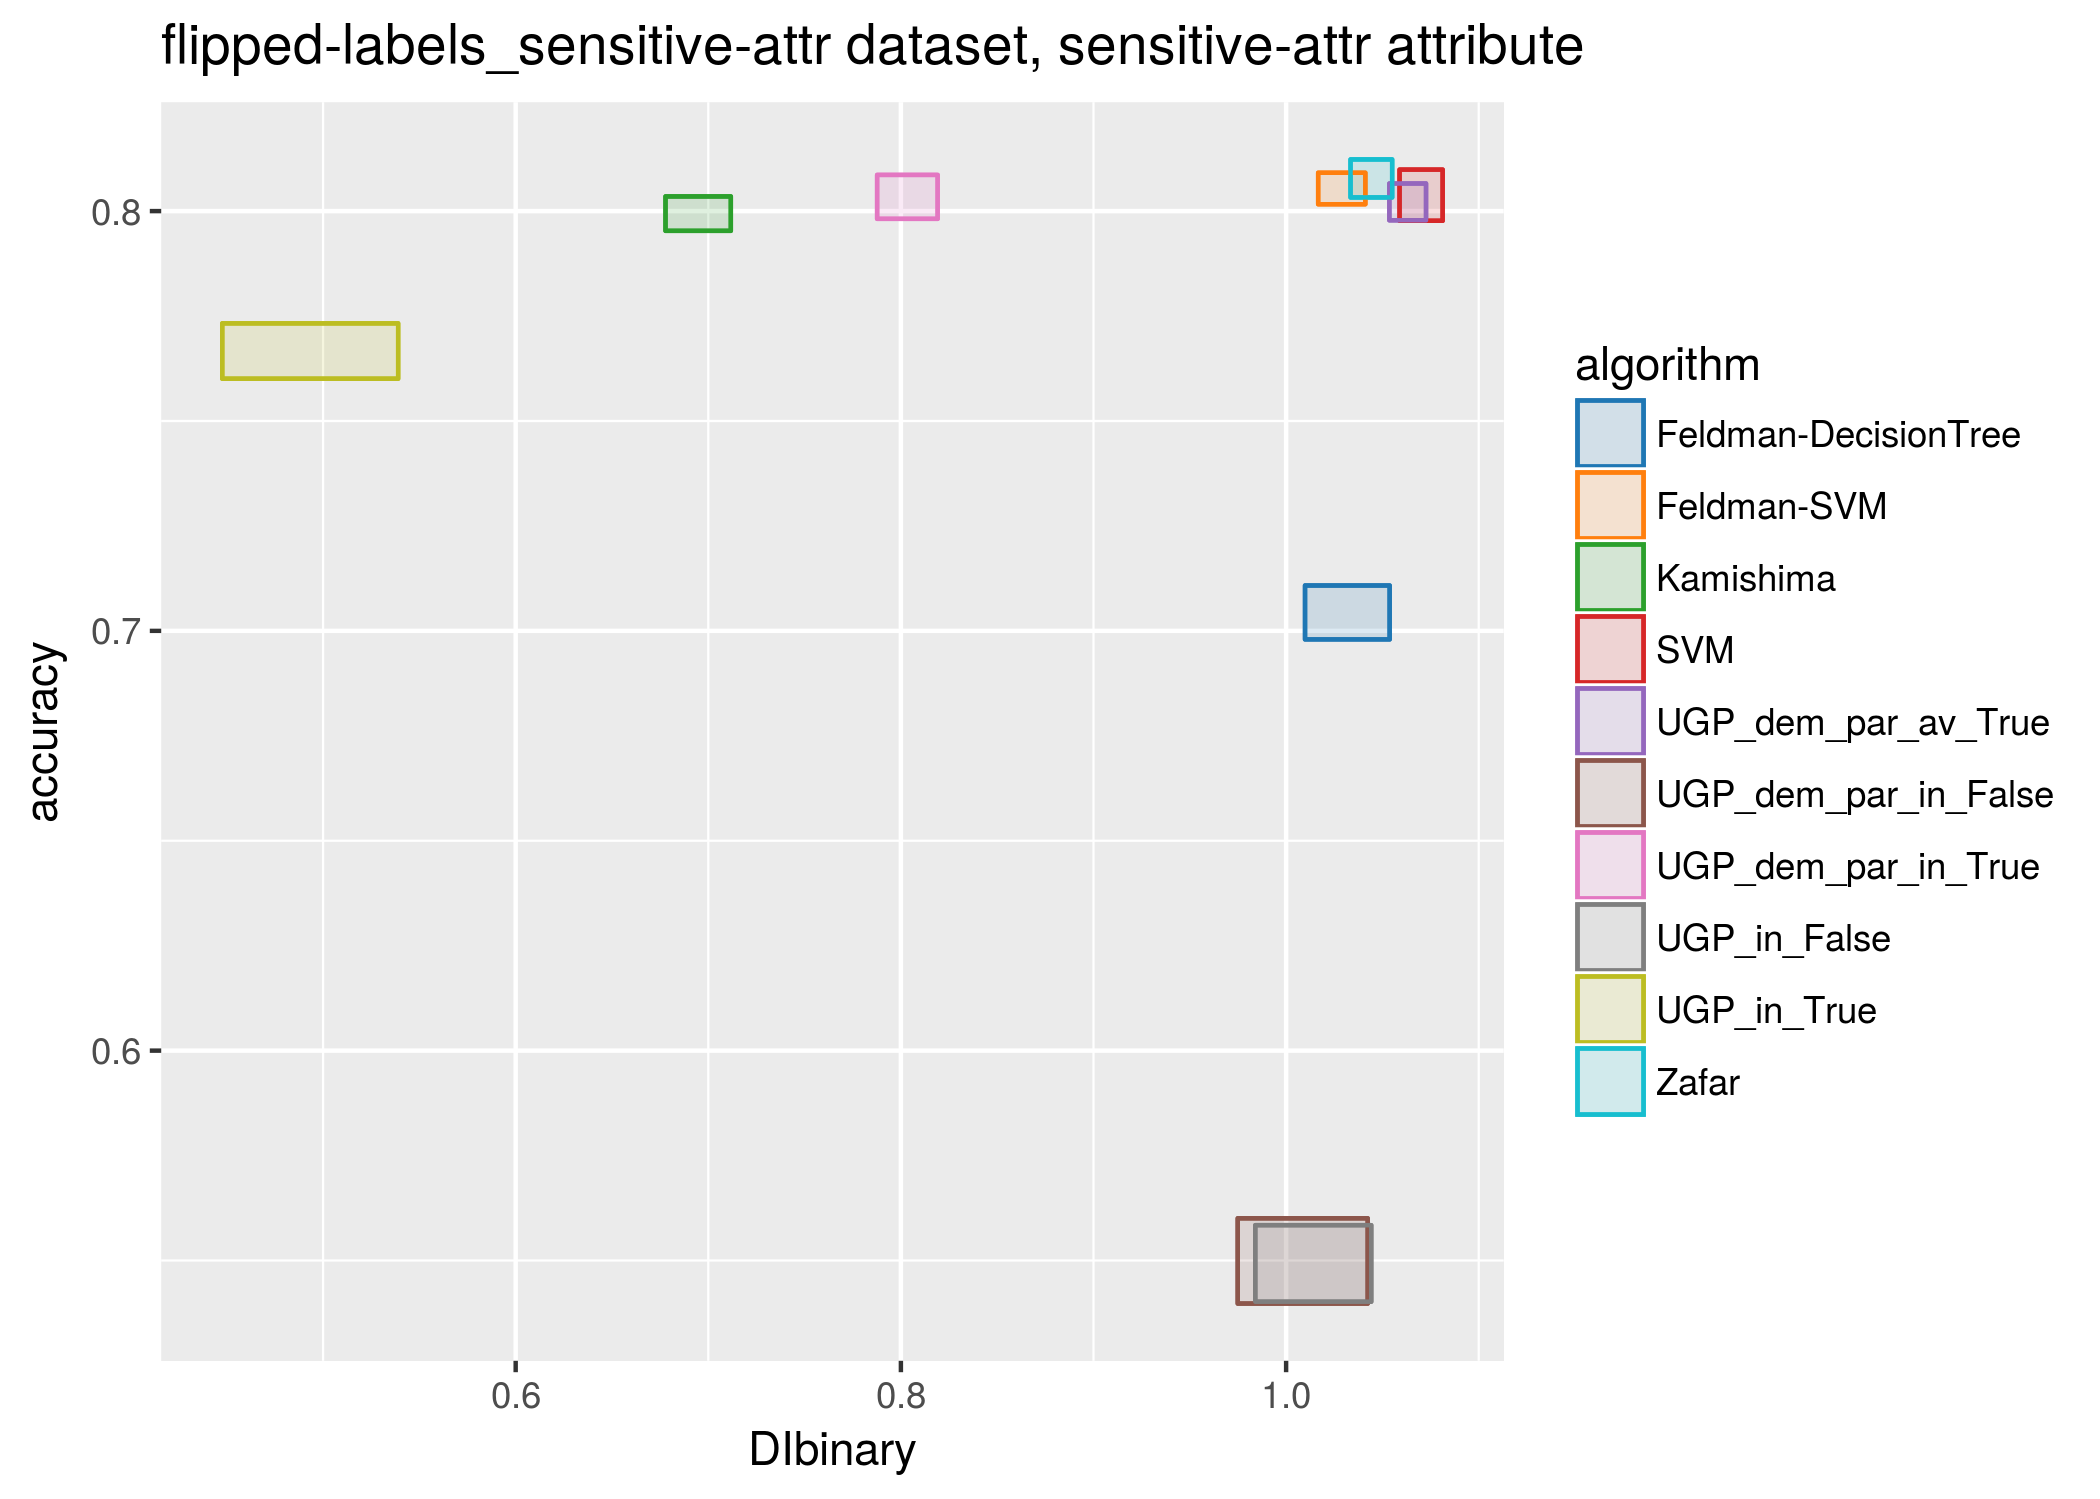 flipped-labels_sensitive-attr dataset, sensitive-attr attribute
accuracy
0.8
0.7
0.6
0.6 0.8 1.0
DIbinary
algorithm
Feldman-DecisionTree
Feldman-SVM
Kamishima
SVM
UGP_dem_par_av_True
UGP_dem_par_in_False
UGP_dem_par_in_True
UGP_in_False
UGP_in_True
Zafar